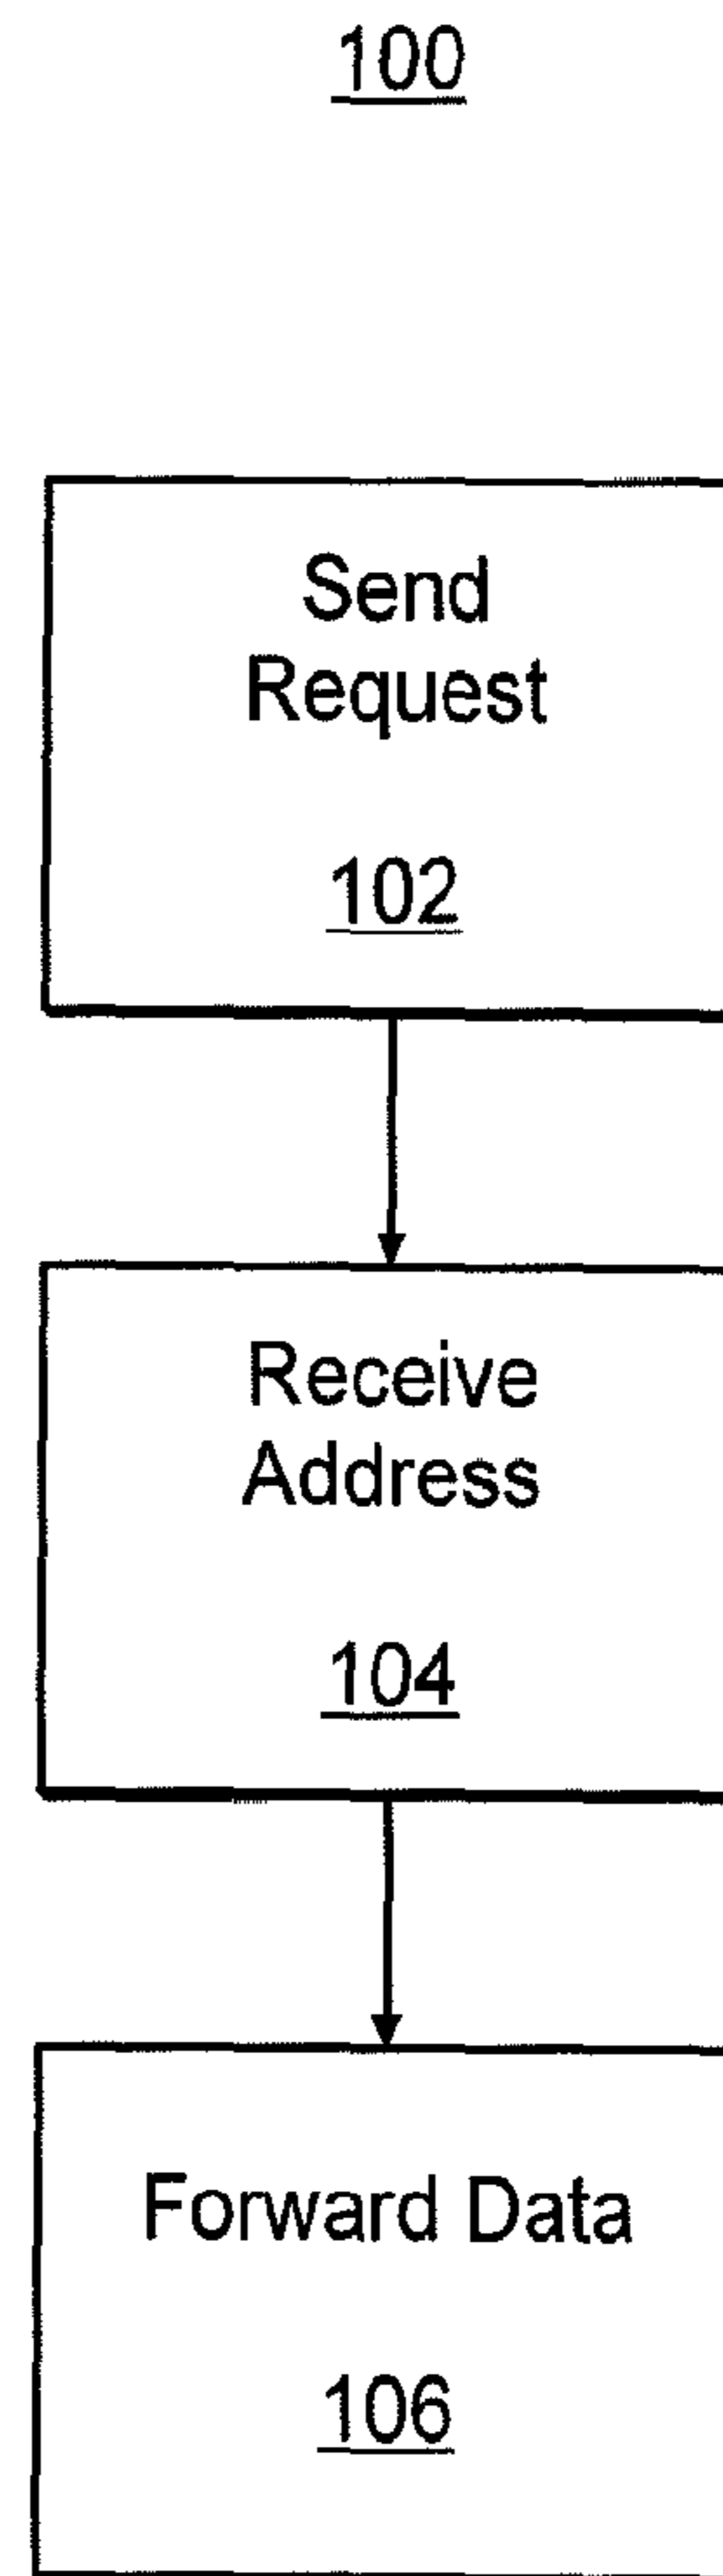 100
Send
Request
102
Receive
Address
104
Forward Data
106